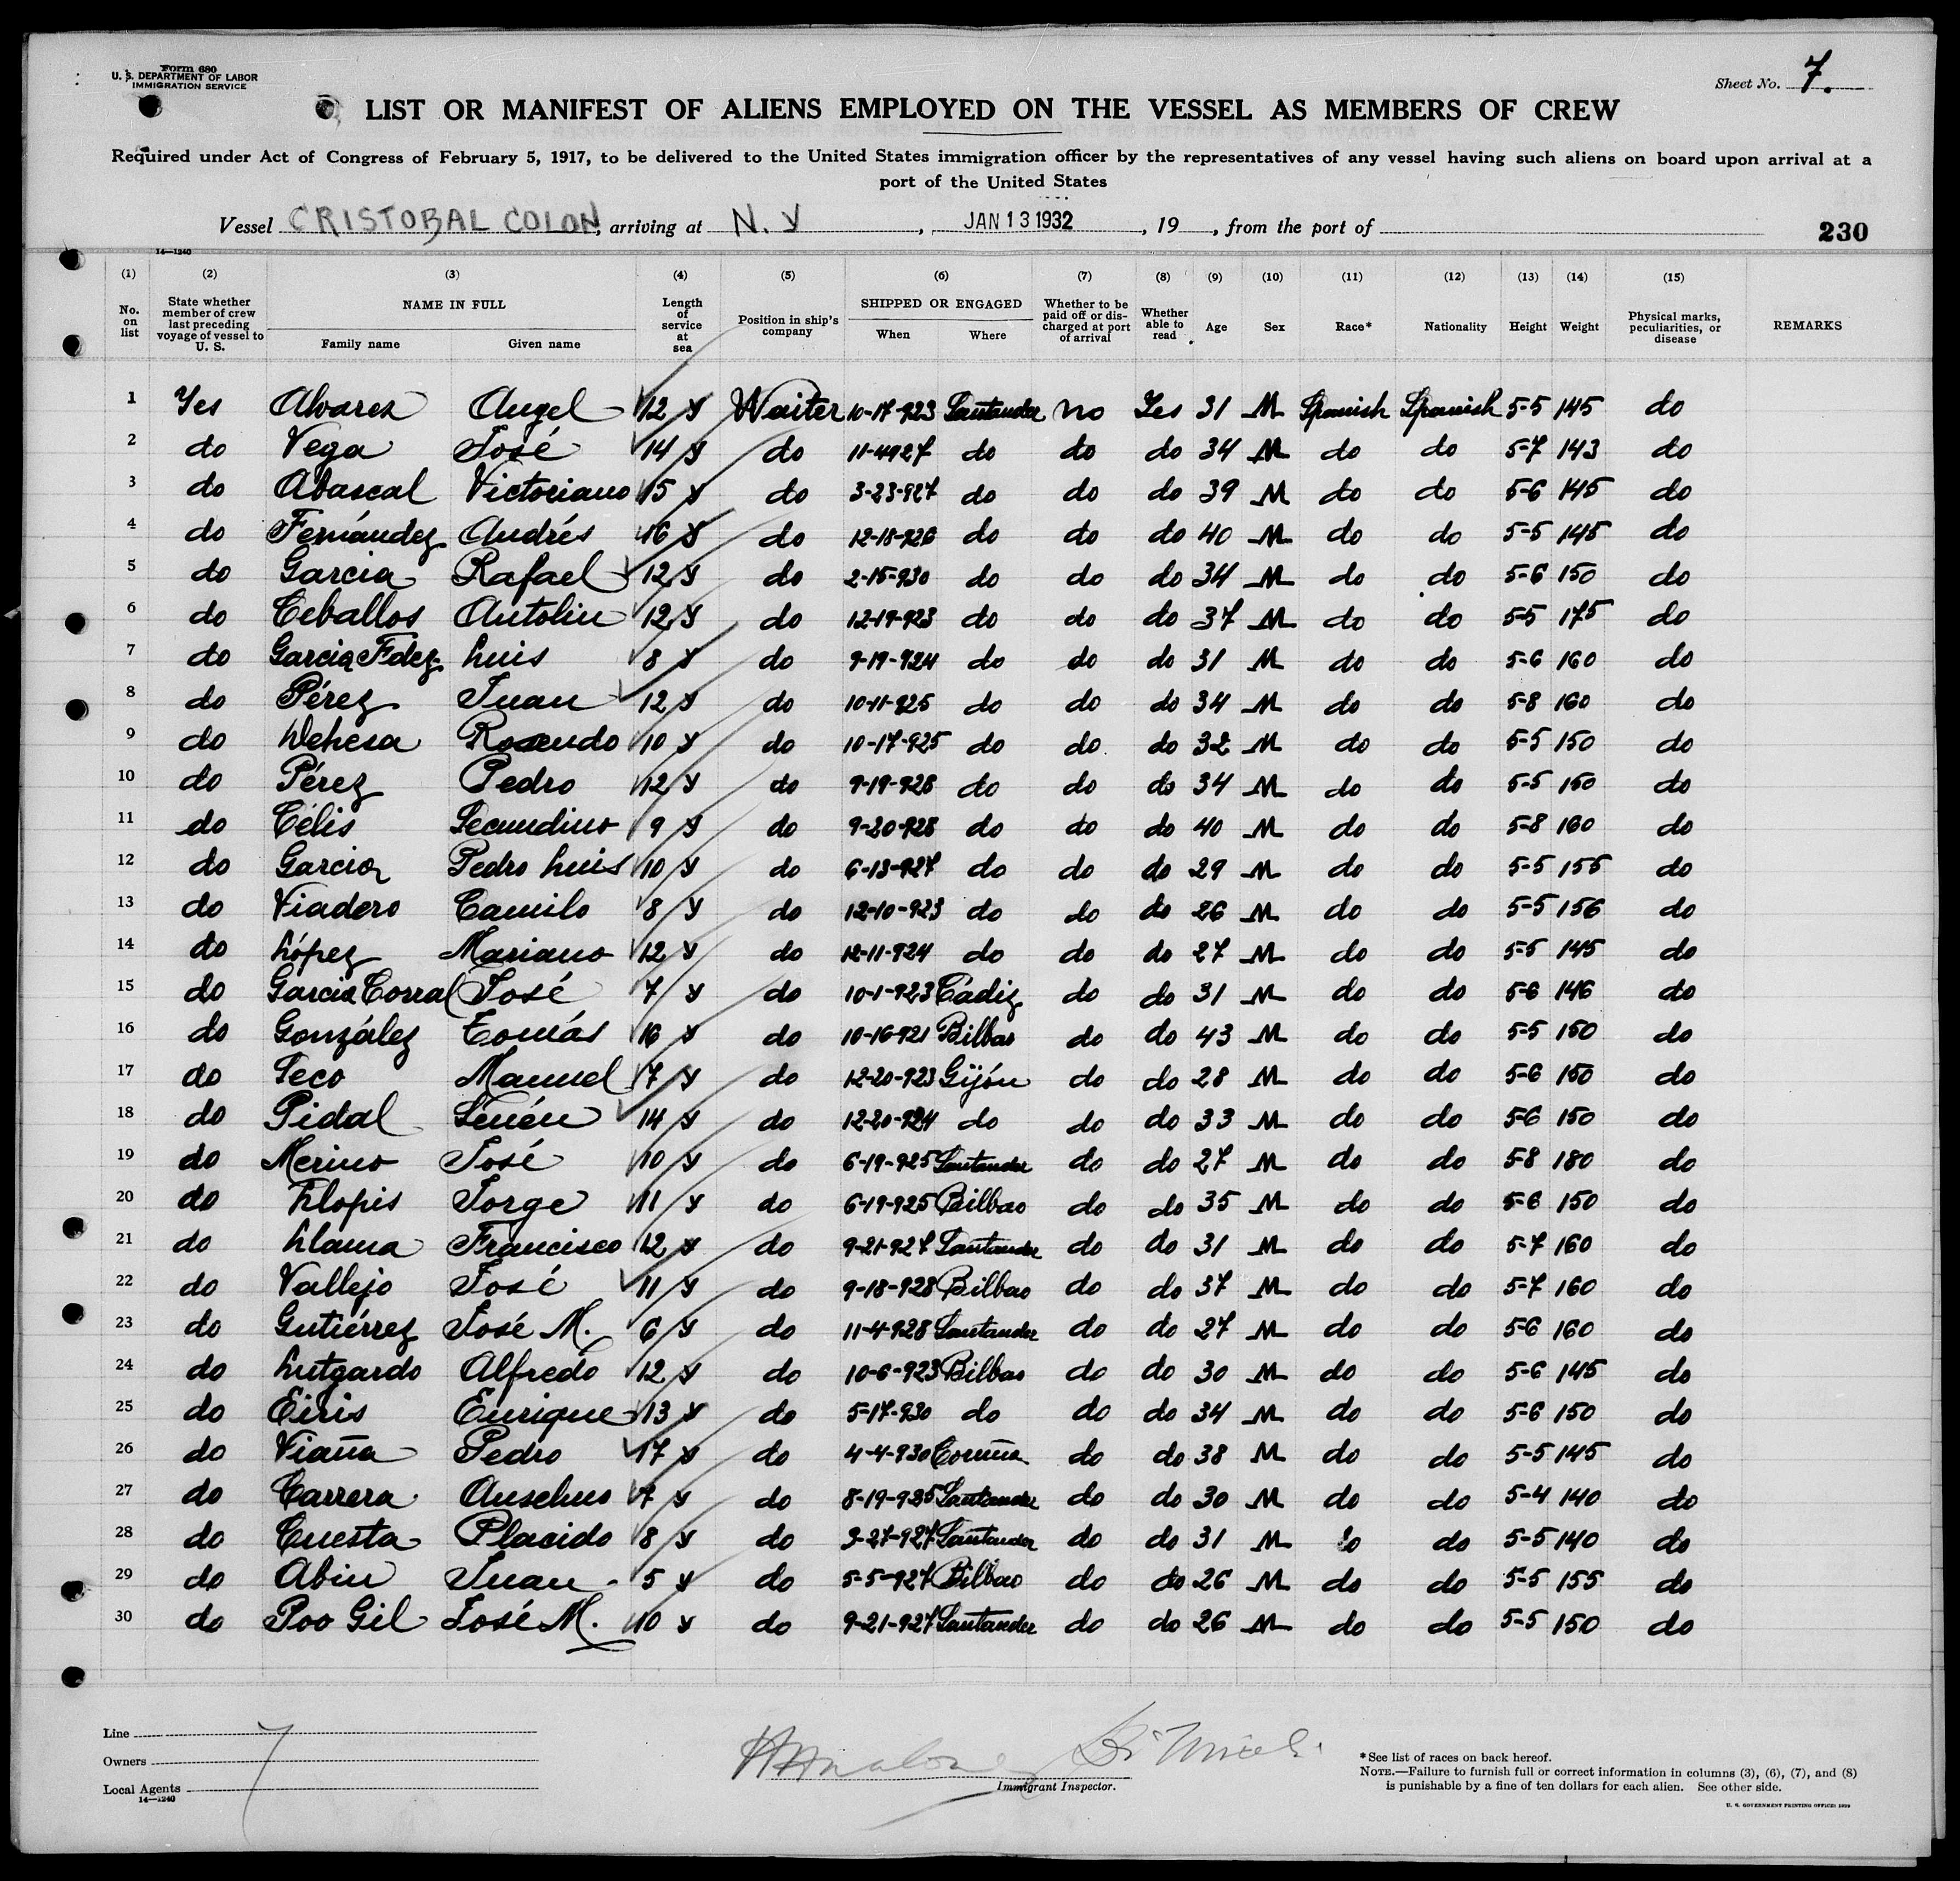 Form 680
U. S. DEPARTMENT OF LABOR
IMMIGRATION SERVICE
Sheet No. 7.
LIST OR MANIFEST OF ALIENS EMPLOYED ON THE VESSEL AS MEMBERS OF CREW
Required under Act of Congress of February 5, 1917, to be delivered to the United States immigration officer by the representatives of any vessel having such aliens on board upon arrival at a
port of the United States
Vessel CRISTOBAL COLON, arriving at N. Y, JAN 13 1932, 19 , from the port of
230
14—1240
(1) (2) (3) (4) (5) (6) (7) (8) (9) (10) (11) (12) (13) (14) (15)
No. on list State whether member of crew last preceding voyage of vessel to U. S. NAME IN FULL Family name Given name Length of service at sea Position in ship's company SHIPPED OR ENGAGED When Where Whether to be paid off or discharged at port of arrival Whether able to read Age Sex Race* Nationality Height Weight Physical marks, peculiarities, or disease REMARKS
1 Yes Alvarez Angel 12 y Waiter 10-17-923 Santander no Yes 31 M Spanish Spanish 5-5 145 do
2 do Vega José 14 y do 11-4927 do do do 34 M do do 5-7 143 do
3 do Abascal Victoriano 15 y do 3-23-927 do do do 39 M do do 5-6 145 do
4 do Fernández Andrés 16 y do 12-18-926 do do do 40 M do do 5-5 145 do
5 do Garcia Rafael 12 y do 2-15-930 do do do 34 M do do 5-6 150 do
6 do Ceballos Antolin 12 y do 12-19-923 do do do 37 M do do 5-5 175 do
7 do Garcia Fdez Luis 8 y do 9-19-924 do do do 31 M do do 5-6 160 do
8 do Pérez Juan 12 y do 10-11-925 do do do 34 M do do 5-8 160 do
9 do Dehesa Rosendo 10 y do 10-17-925 do do do 32 M do do 5-5 150 do
10 do Pérez Pedro 12 y do 9-19-928 do do do 34 M do do 5-5 150 do
11 do Célis Secundino 9 y do 9-20-928 do do do 40 M do do 5-8 160 do
12 do Garcia Pedro Luis 10 y do 6-13-927 do do do 29 M do do 5-5 155 do
13 do Viadero Camilo 8 y do 12-10-923 do do do 26 M do do 5-5 156 do
14 do López Mariano 12 y do 12-11-924 do do do 27 M do do 5-5 145 do
15 do Garcia Corral José 7 y do 10-1-923 Cádiz do do 31 M do do 5-6 146 do
16 do González Tomás 16 y do 10-16-921 Bilbao do do 43 M do do 5-5 150 do
17 do Seco Manuel 7 y do 12-20-923 Gijón do do 28 M do do 5-6 150 do
18 do Pidal Senén 14 y do 12-20-924 do do do 33 M do do 5-6 150 do
19 do Merino José 10 y do 6-19-925 Santander do do 27 M do do 5-8 180 do
20 do Llopis Jorge 11 y do 6-19-925 Bilbao do do 35 M do do 5-6 150 do
21 do Llama Francisco 12 y do 9-21-927 Santander do do 31 M do do 5-7 160 do
22 do Vallejo José 11 y do 9-18-928 Bilbao do do 37 M do do 5-7 160 do
23 do Gutiérrez José M. 6 y do 11-4-928 Santander do do 27 M do do 5-6 160 do
24 do Lutgardo Alfredo 12 y do 10-6-923 Bilbao do do 30 M do do 5-6 145 do
25 do Eiris Enrique 13 y do 5-17-930 do do do 34 M do do 5-6 150 do
26 do Viaña Pedro 17 y do 4-4-930 Coruña do do 38 M do do 5-5 145 do
27 do Carrera Anselmo 7 y do 8-19-925 Santander do do 30 M do do 5-4 140 do
28 do Cuesta Placido 8 y do 3-27-927 Santander do do 31 M do do 5-5 140 do
29 do Abin Juan 5 y do 5-5-927 Bilbao do do 26 M do do 5-5 155 do
30 do Poo Gil José M. 10 y do 9-21-927 Santander do do 26 M do do 5-5 150 do
Line
Owners
Local Agents
14—1240
7
Immigrant Inspector.
*See list of races on back hereof.
NOTE.—Failure to furnish full or correct information in columns (3), (6), (7), and (8)
is punishable by a fine of ten dollars for each alien. See other side.
U. S. GOVERNMENT PRINTING OFFICE: 1929